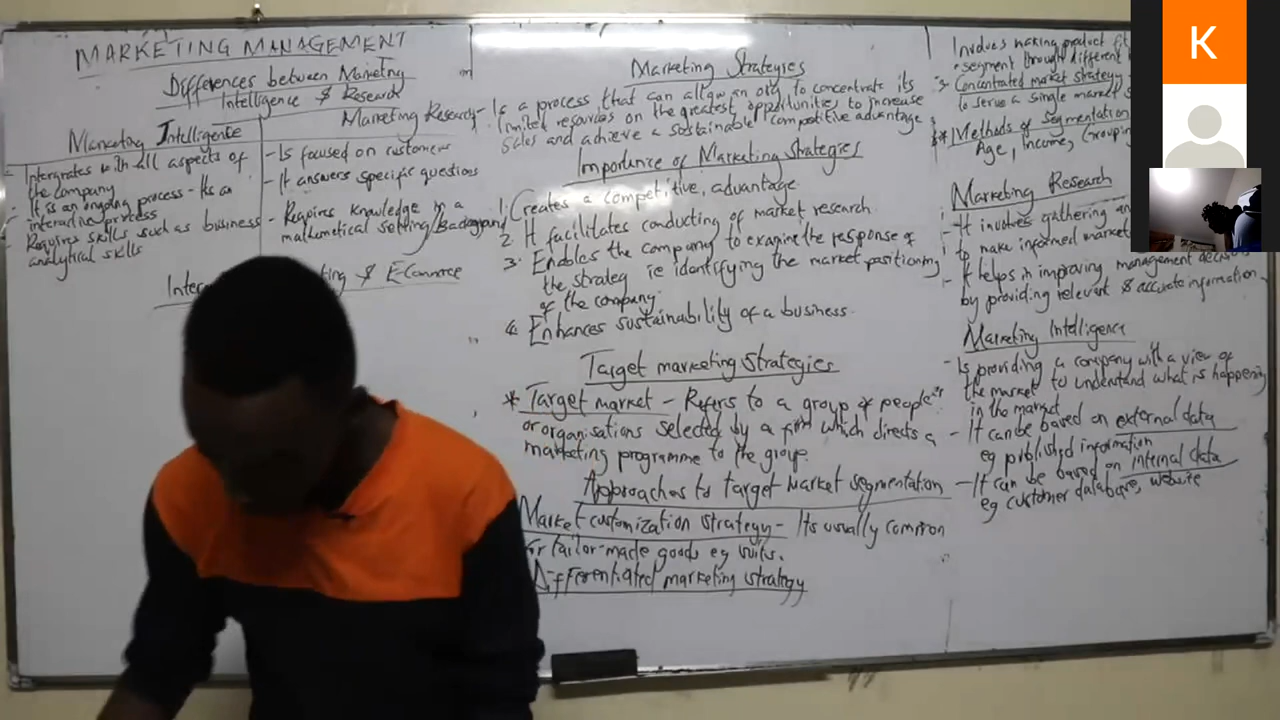 MARKETING MANAGEMENT
Differences between Marketing
Intelligence & Research
Marketing Intelligence
- Intergrates with all aspects of
the company
- It is an ongoing process - Its an
interactive process
Requires skills such as business
analytical skills
Marketing Research
- Is focused on customers
- It answers specific questions
- Requires knowledge in a
mathematical setting/Background
& E-Commerce
Marketing Strategies
- Is a process that can allow an org to concentrate its
limited resources on the greatest opportunities to increase
sales and achieve a sustainable competitive advantage
Importance of Marketing Strategies
1. Creates a competitive, advantage
2. It facilitates conducting of market research
3. Enables the company to examine the response of
the strategy ie identifying the market positioning
of the company.
4. Enhances sustainability of a business.
Target marketing strategies
* Target market - Refers to a group of people
or organisations selected by a firm which directs a
marketing programme to the group.
Approaches to target market segmentation
Market customization strategy - Its usually common
for tailor-made goods eg suits.
Differentiated marketing strategy
Involves making product
segment through different
3. Concentrated market strategy
to serve a single market
* Methods of Segmentation
Age, Income,
Marketing Research
- It involves gathering
to make informed
- It helps in improving management
by providing relevant & accurate information
Marketing Intelligence
- Is providing a company with a view of
the market to understand what is happening
in the market
- It can be based on external data
eg published information
- It can be based on internal data
eg customer database, website
K